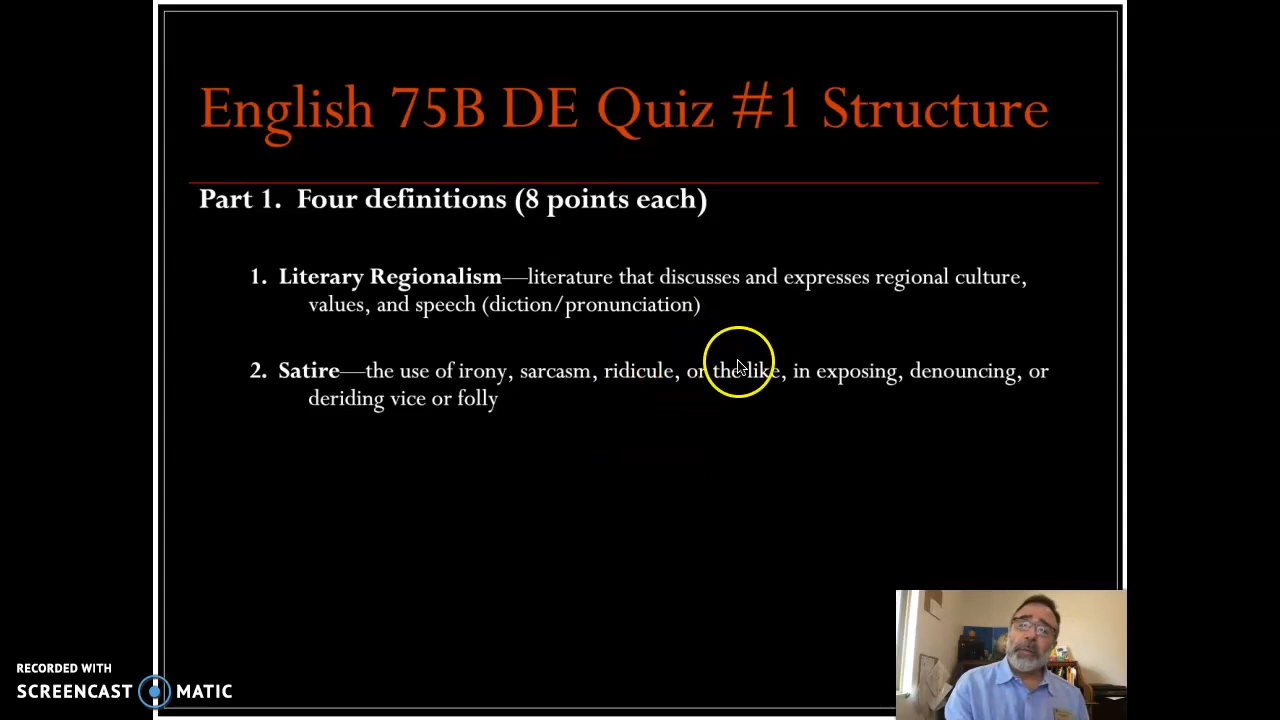 English 75B DE Quiz #1 Structure
Part 1. Four definitions (8 points each)
1. Literary Regionalism—literature that discusses and expresses regional culture,
values, and speech (diction/pronunciation)
2. Satire—the use of irony, sarcasm, ridicule, or the like, in exposing, denouncing, or
deriding vice or folly
RECORDED WITH
SCREENCAST MATIC